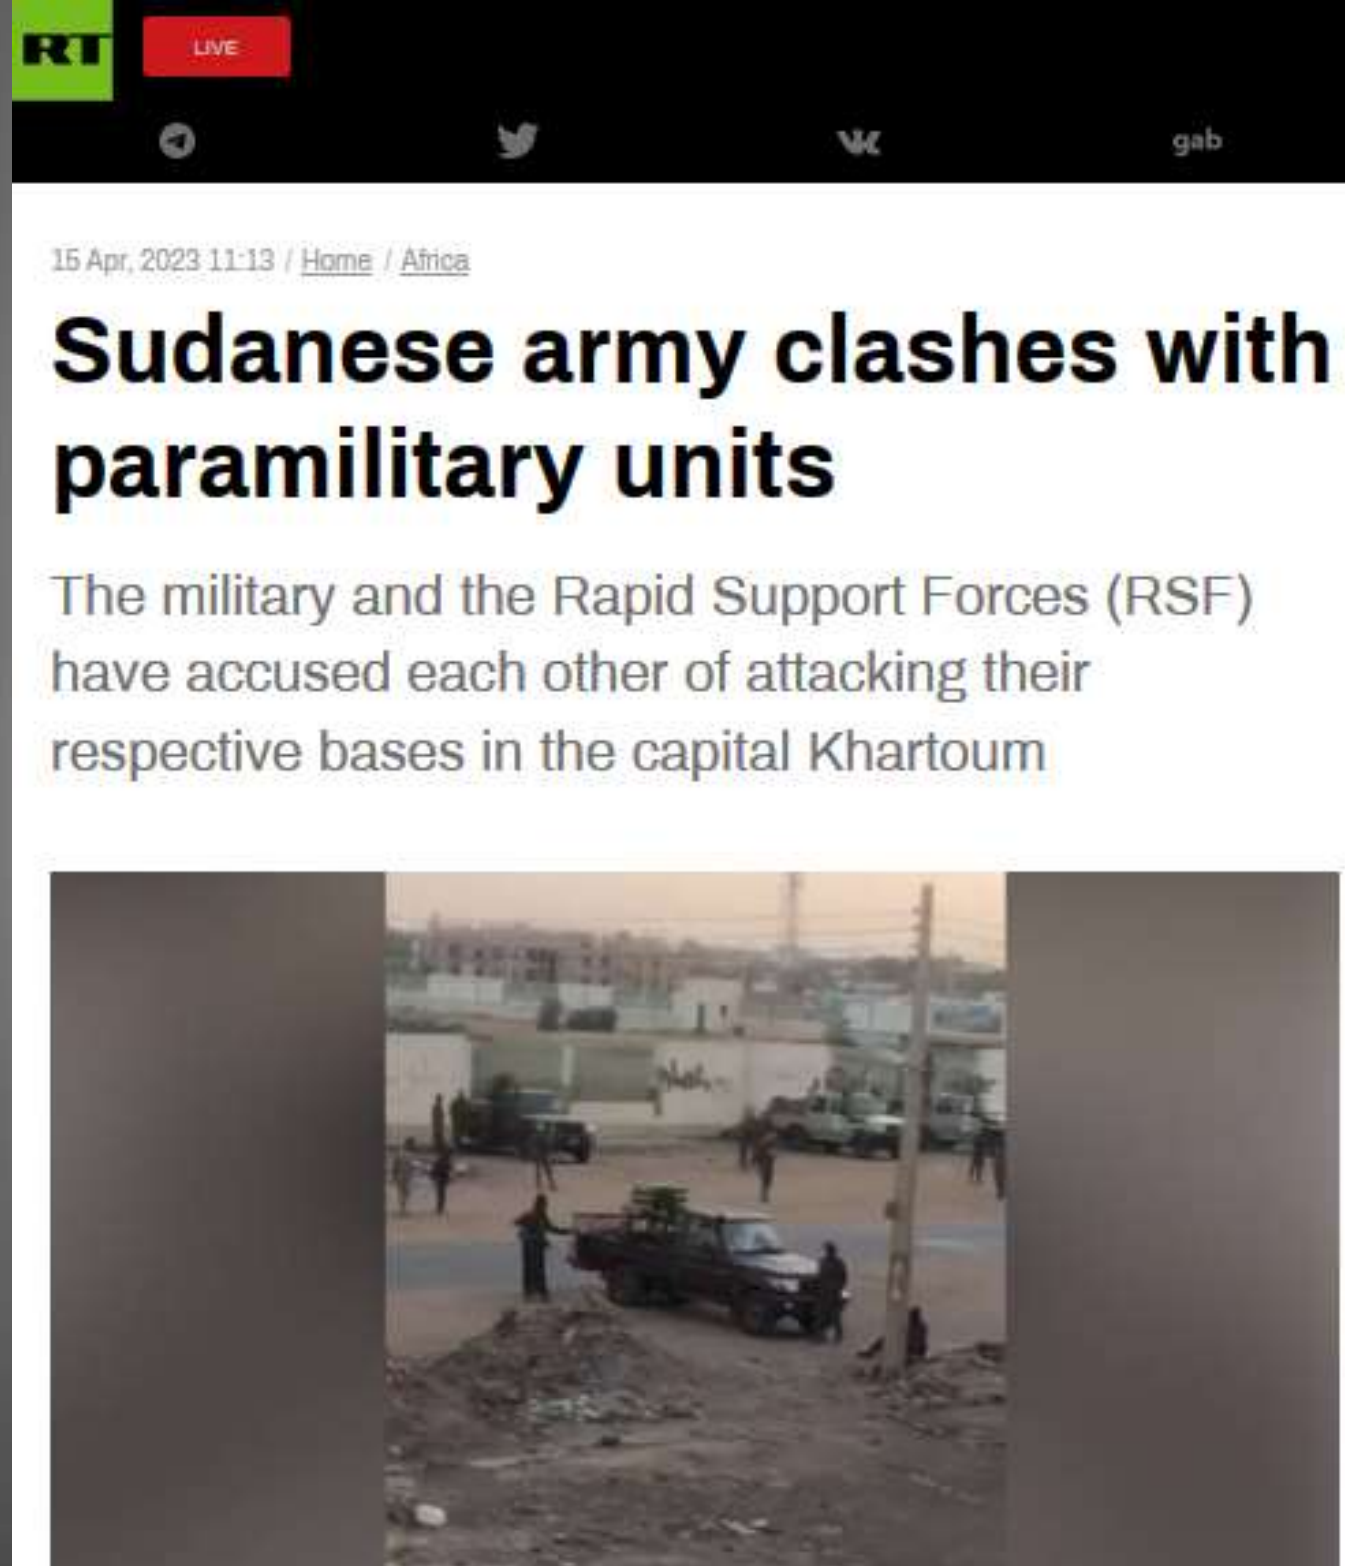 RT
LIVE
gab
15 Apr, 2023 11:13 / Home / Africa
Sudanese army clashes with
paramilitary units
The military and the Rapid Support Forces (RSF)
have accused each other of attacking their
respective bases in the capital Khartoum